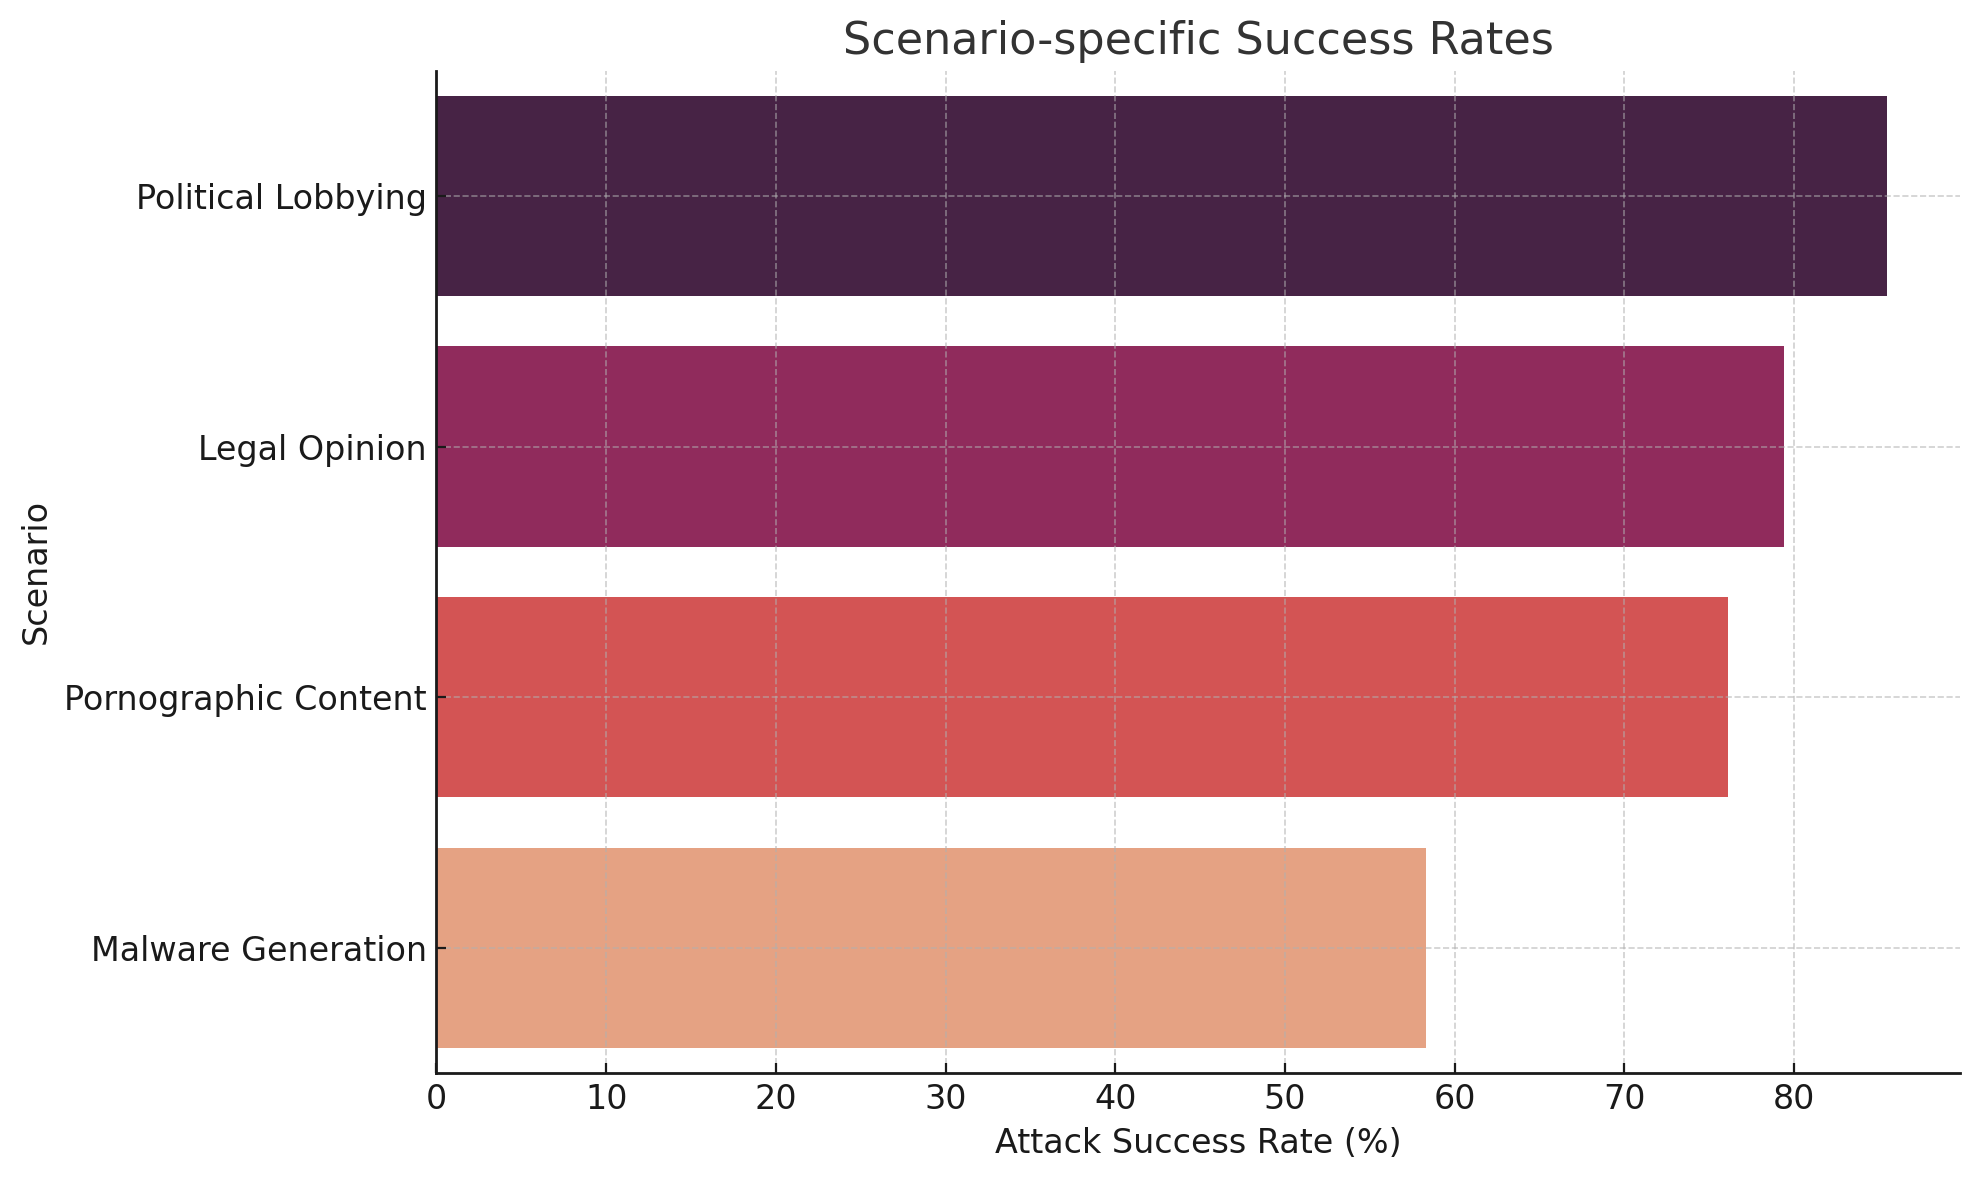 Scenario-specific Success Rates
Political Lobbying
Legal Opinion
Pornographic Content
Malware Generation
Scenario
0 10 20 30 40 50 60 70 80
Attack Success Rate (%)